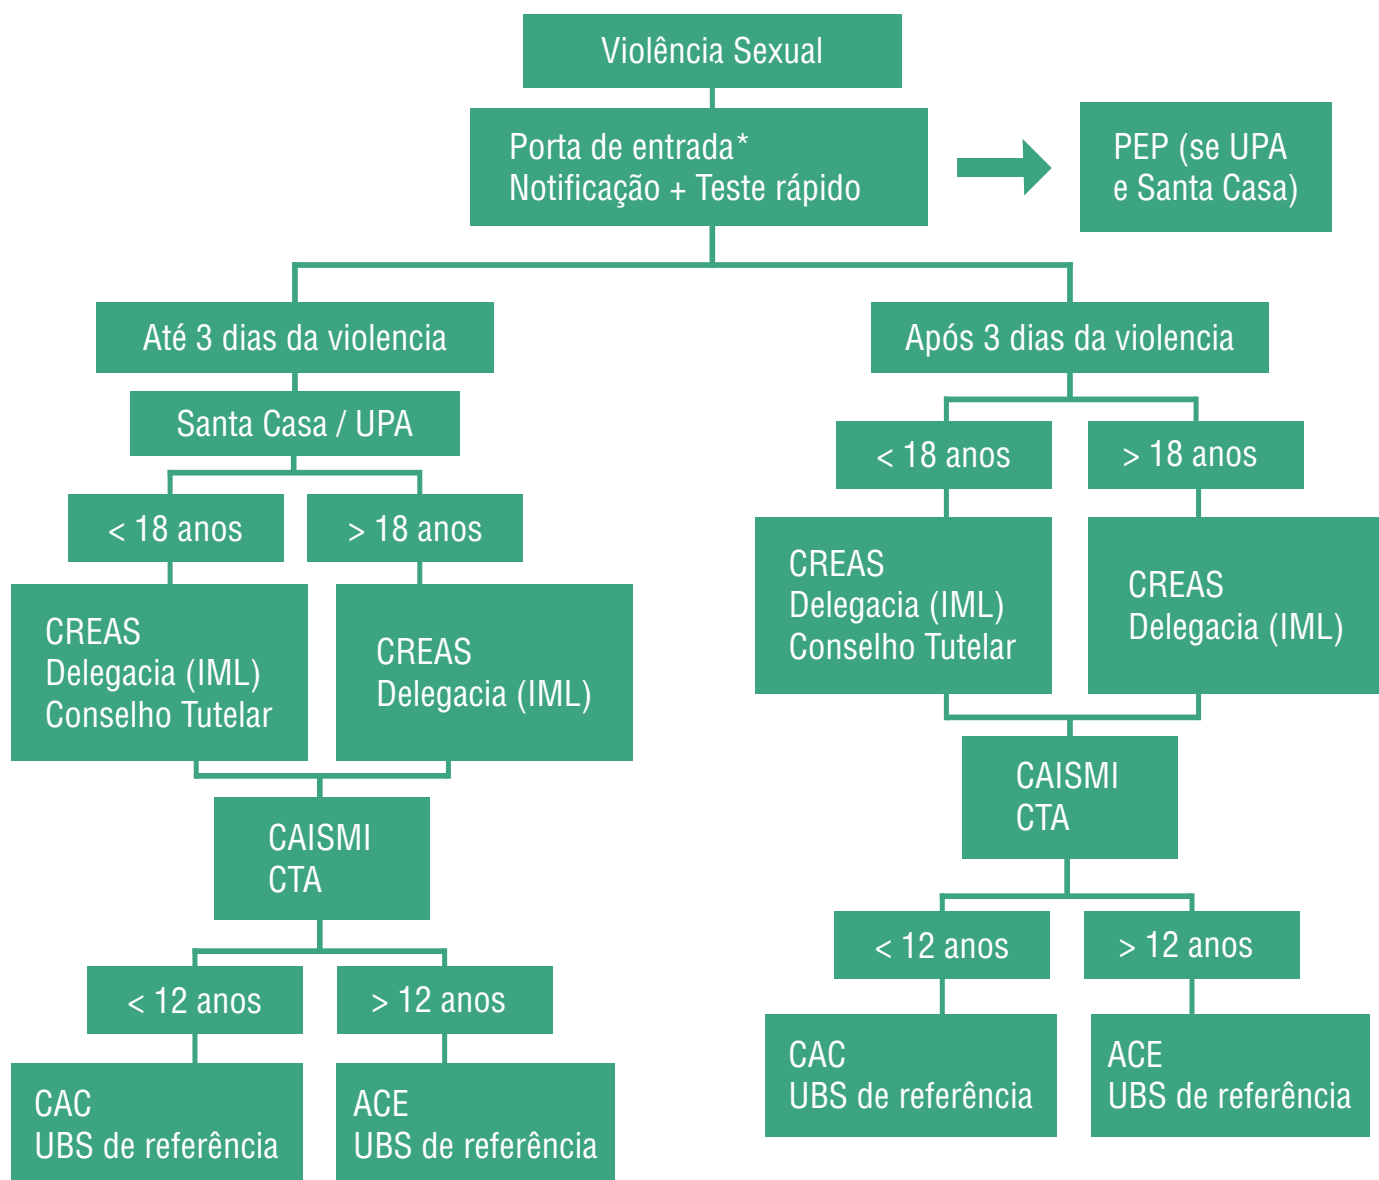 Violência Sexual
Porta de entrada*
Notificação + Teste rápido
PEP (se UPA
e Santa Casa)
Até 3 dias da violencia
Santa Casa / UPA
< 18 anos
> 18 anos
CREAS
Delegacia (IML)
Conselho Tutelar
CREAS
Delegacia (IML)
CAISMI
CTA
< 12 anos
> 12 anos
CAC
UBS de referência
ACE
UBS de referência
Após 3 dias da violencia
< 18 anos
> 18 anos
CREAS
Delegacia (IML)
Conselho Tutelar
CREAS
Delegacia (IML)
CAISMI
CTA
< 12 anos
> 12 anos
CAC
UBS de referência
ACE
UBS de referência